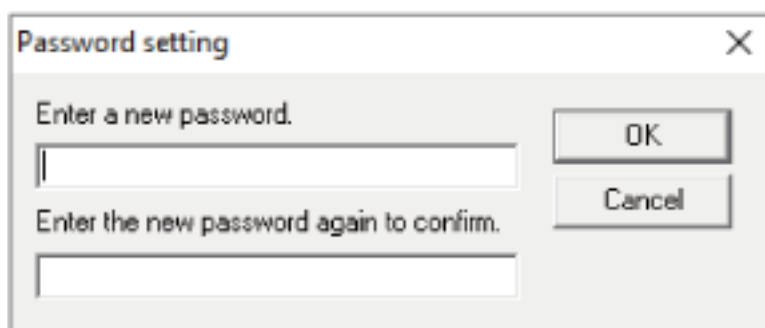 Password setting
Enter a new password.
OK
Enter the new password again to confirm.
Cancel